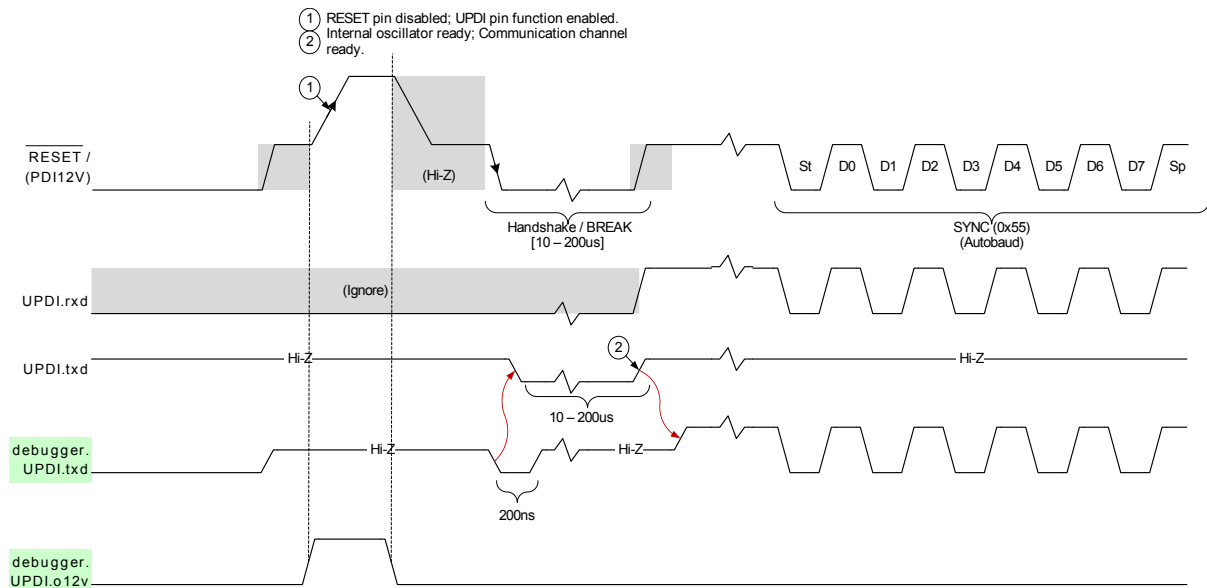 1 RESET pin disabled; UPDI pin function enabled.
2 Internal oscillator ready; Communication channel
ready.
1
RESET /
(PDI12V)
(Hi-Z)
St D0 D1 D2 D3 D4 D5 D6 D7 Sp
Handshake / BREAK
[10 – 200us]
SYNC (0x55)
(Autobaud)
UPDI.rxd
(Ignore)
2
UPDI.txd
Hi-Z
Hi-Z
10 – 200us
debugger.
UPDI.txd
Hi-Z
Hi-Z
200ns
debugger.
UPDI.o12v